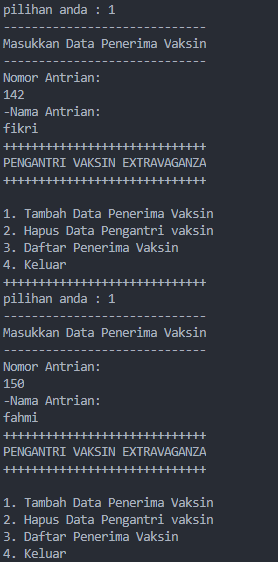 pilihan anda : 1
-----------------------------
Masukkan Data Penerima Vaksin
-----------------------------
Nomor Antrian:
142
-Nama Antrian:
fikri
+++++++++++++++++++++++++++++
PENGANTRI VAKSIN EXTRAVAGANZA
+++++++++++++++++++++++++++++

1. Tambah Data Penerima Vaksin
2. Hapus Data Pengantri vaksin
3. Daftar Penerima Vaksin
4. Keluar
+++++++++++++++++++++++++++++
pilihan anda : 1
-----------------------------
Masukkan Data Penerima Vaksin
-----------------------------
Nomor Antrian:
150
-Nama Antrian:
fahmi
+++++++++++++++++++++++++++++
PENGANTRI VAKSIN EXTRAVAGANZA
+++++++++++++++++++++++++++++

1. Tambah Data Penerima Vaksin
2. Hapus Data Pengantri vaksin
3. Daftar Penerima Vaksin
4. Keluar